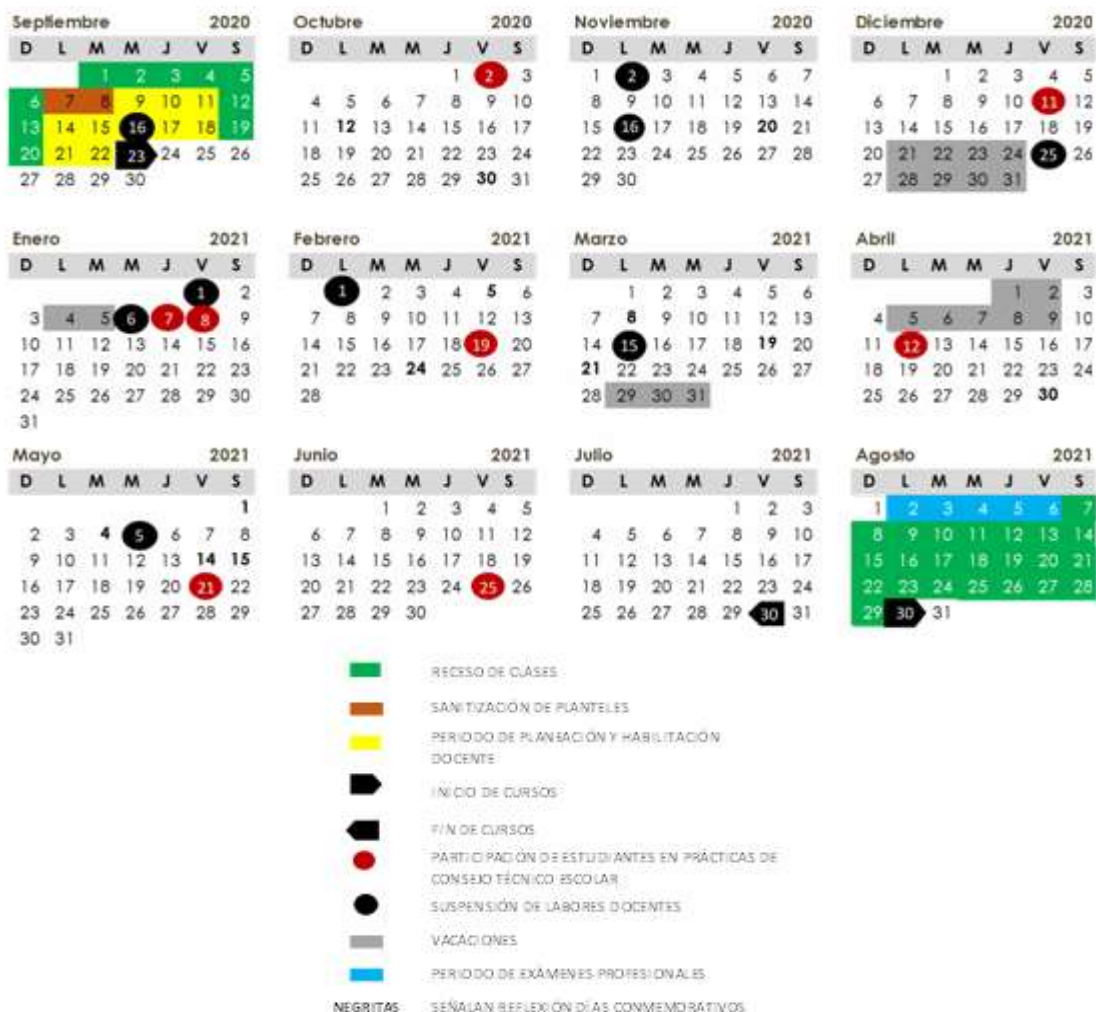 Septiembre 2020 Octubre 2020 Noviembre 2020 Diciembre 2020
D L M M J V S D L M M J V S D L M M J V S D L M M J V S
1 2 3 4 5 1 2 3 1 2 3 4 5 6 7 1 2 3 4 5
6 7 8 9 10 11 12 4 5 6 7 8 9 10 8 9 10 11 12 13 14 6 7 8 9 10 11 12
13 14 15 16 17 18 19 11 12 13 14 15 16 17 15 16 17 18 19 20 21 13 14 15 16 17 18 19
20 21 22 23 24 25 26 18 19 20 21 22 23 24 22 23 24 25 26 27 28 20 21 22 23 24 25 26
27 28 29 30 25 26 27 28 29 30 31 29 30 27 28 29 30 31
Enero 2021 Febrero 2021 Marzo 2021 Abril 2021
D L M M J V S D L M M J V S D L M M J V S D L M M J V S
1 2 1 2 3 4 5 6 1 2 3 4 5 6 1 2 3
3 4 5 6 7 8 9 7 8 9 10 11 12 13 7 8 9 10 11 12 13 4 5 6 7 8 9 10
10 11 12 13 14 15 16 14 15 16 17 18 19 20 14 15 16 17 18 19 20 11 12 13 14 15 16 17
17 18 19 20 21 22 23 21 22 23 24 25 26 27 21 22 23 24 25 26 27 18 19 20 21 22 23 24
24 25 26 27 28 29 30 28 28 29 30 31 25 26 27 28 29 30
31
Mayo 2021 Junio 2021 Julio 2021 Agosto 2021
D L M M J V S D L M M J V S D L M M J V S D L M M J V S
1 1 2 3 4 5 1 2 3 1 2 3 4 5 6 7
2 3 4 5 6 7 8 6 7 8 9 10 11 12 4 5 6 7 8 9 10 8 9 10 11 12 13 14
9 10 11 12 13 14 15 13 14 15 16 17 18 19 11 12 13 14 15 16 17 15 16 17 18 19 20 21
16 17 18 19 20 21 22 20 21 22 23 24 25 26 18 19 20 21 22 23 24 22 23 24 25 26 27 28
23 24 25 26 27 28 29 27 28 29 30 25 26 27 28 29 30 31 29 30 31
30 31
RECESO DE CLASES
SANITIZACIÓN DE PLANTELES
PERIODO DE PLANEACIÓN Y HABILITACIÓN
DOCENTE
INICIO DE CURSOS
FIN DE CURSOS
PARTICIPACIÓN DE ESTUDIANTES EN PRÁCTICAS DE
CONSEJO TÉCNICO ESCOLAR
SUSPENSIÓN DE LABORES DOCENTES
VACACIONES
PERIODO DE EXÁMENES PROFESIONALES
NEGRITAS SEÑALAN REFLEXIÓN DÍAS CONMEMORATIVOS